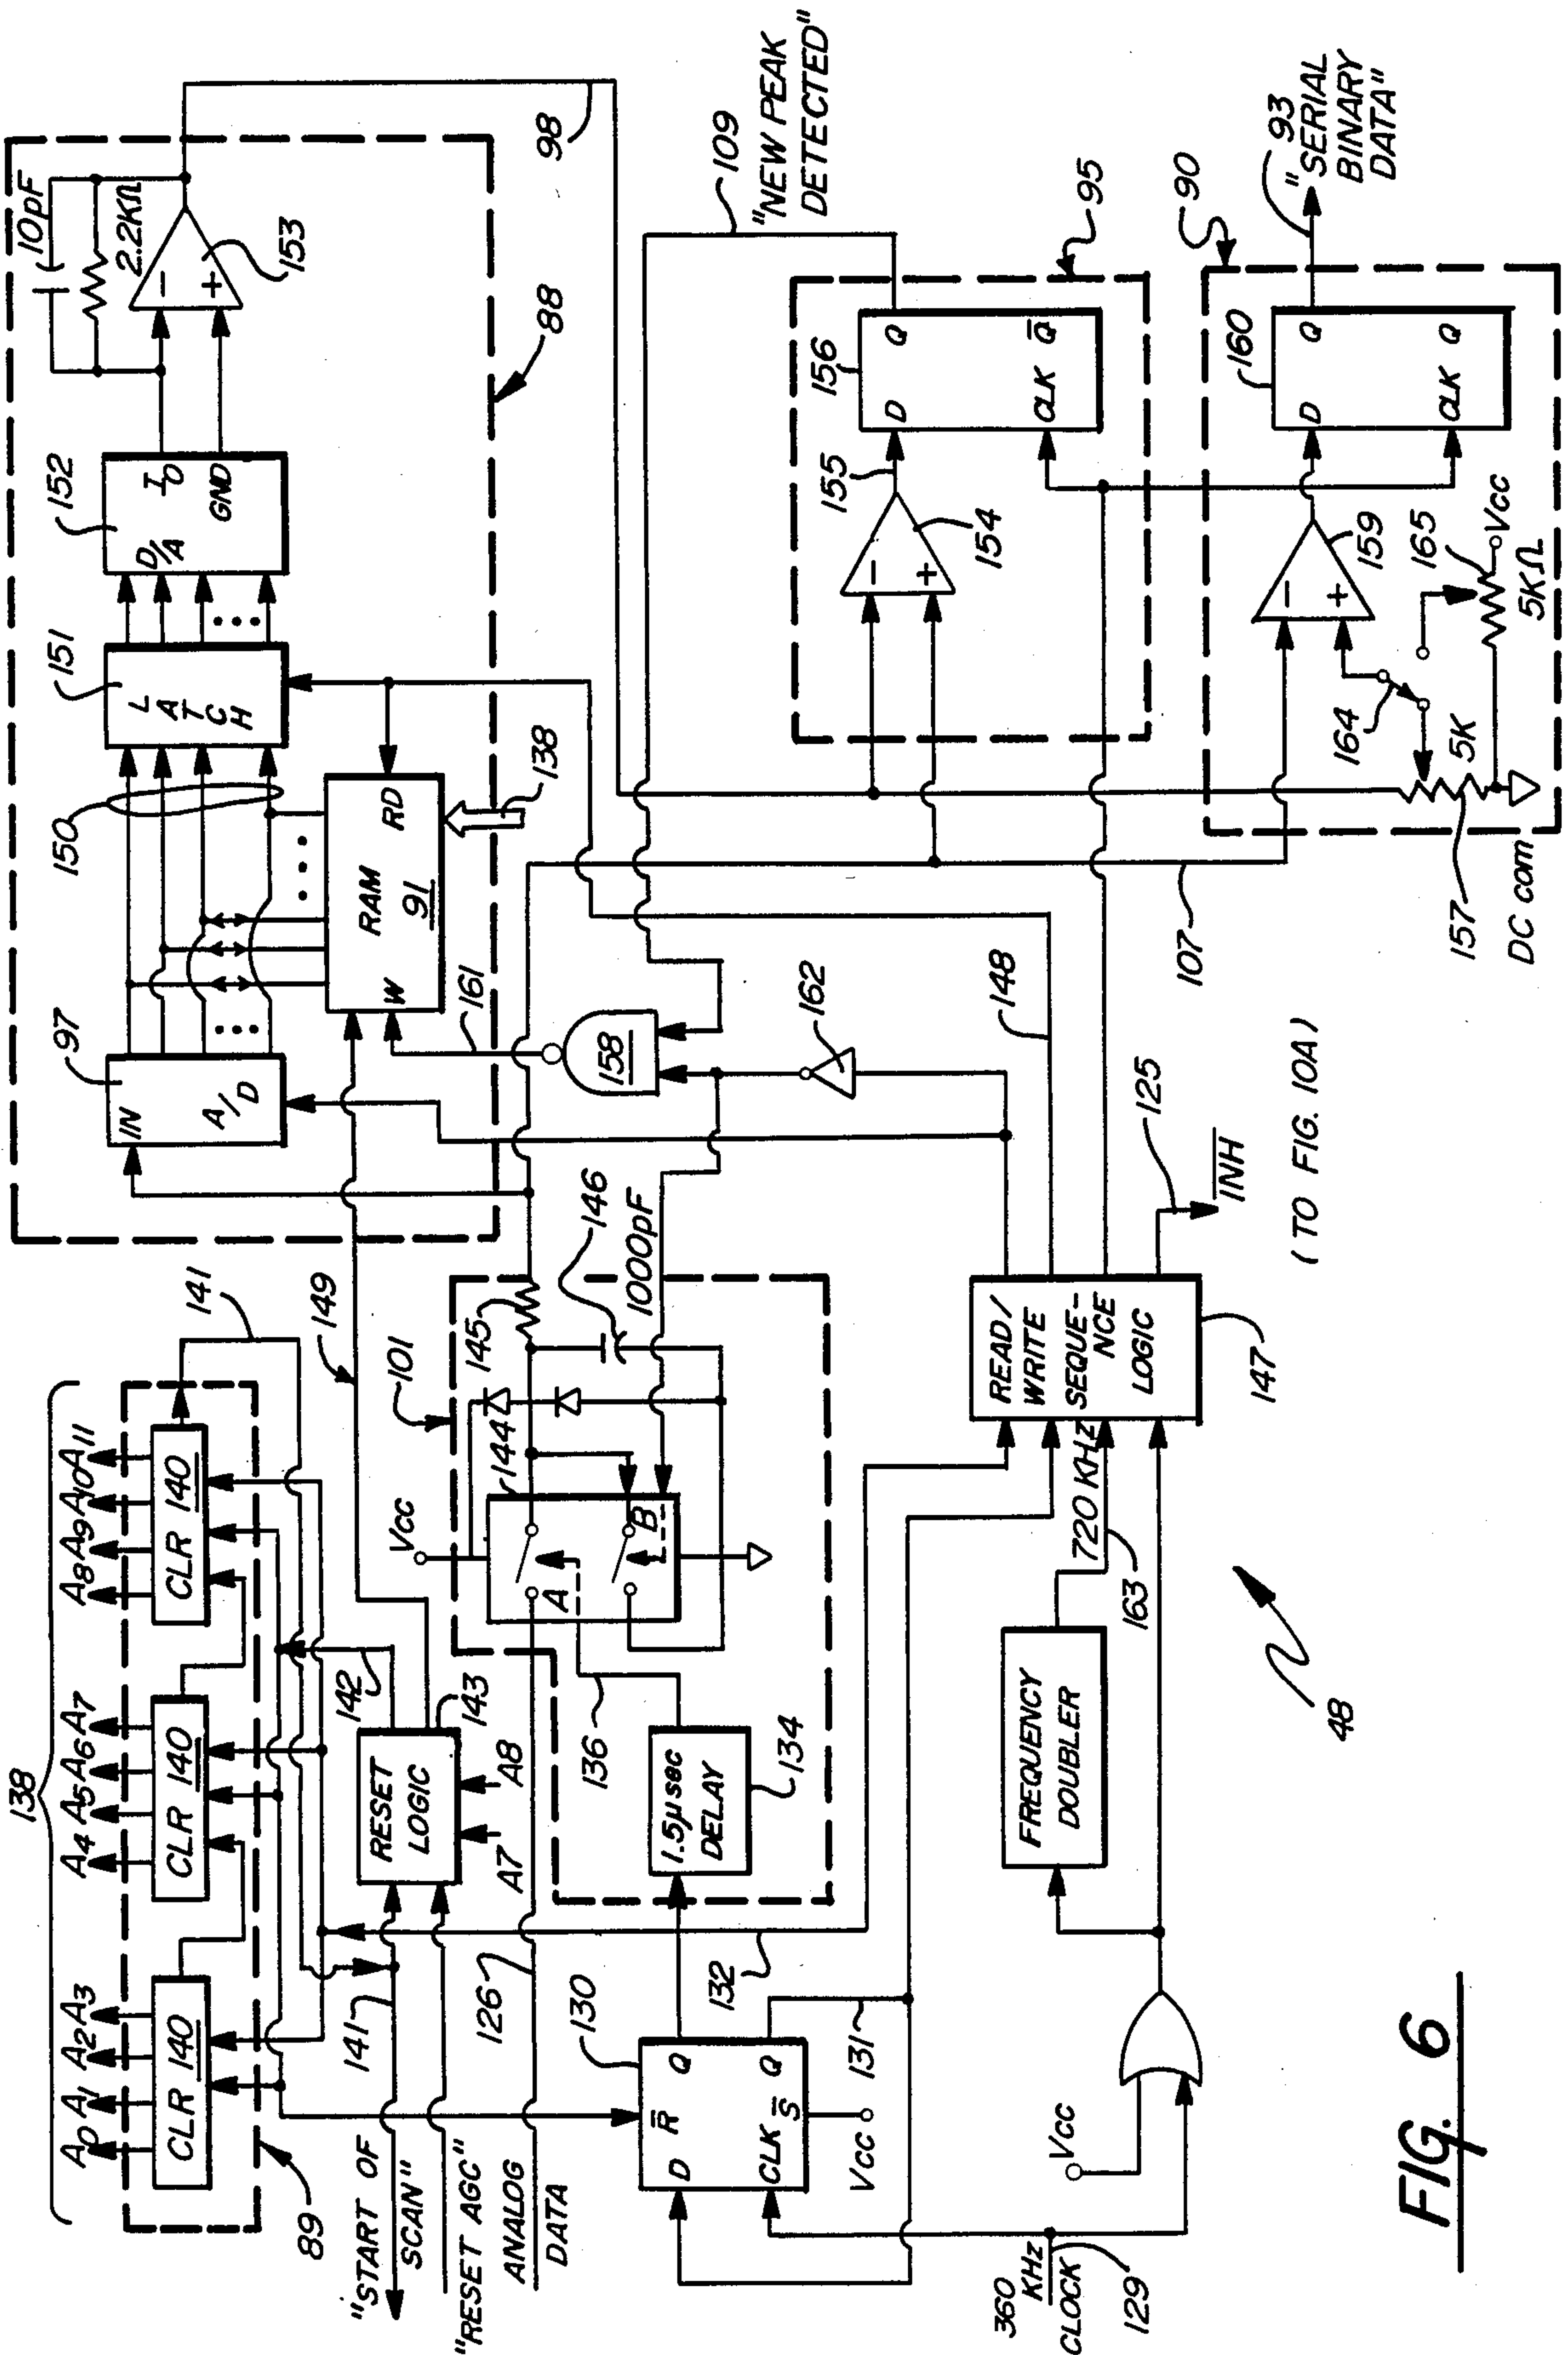 138
A0 A1 A2 A3
A4 A5 A6 A7
A8 A9 A10 A11
CLR 140
CLR 140
CLR 140
89
141
"START OF
SCAN"
141
"RESET AGC"
ANALOG
DATA
126
RESET
LOGIC
142
143
A7 A8
149
101
Vcc
144
145
146
1000pF
A
B
136
1.5µsec
DELAY
134
130
D
R̅
Q
CLK
S̅
Q
Vcc
131
132
360
KHz
CLOCK
129
Vcc
FREQUENCY
DOUBLER
720 KHz
163
READ/
WRITE
SEQUE-
NCE
LOGIC
147
125
INH
(TO FIG. 10A)
148
48
97
IN
A/D
150
151
LATCH
152
D/A
IO
GND
10pF
2.2KΩ
153
-
+
98
88
RAM
91
W
RD
138
161
158
162
109
"NEW PEAK
DETECTED"
95
154
-
+
155
156
D
Q
CLK
Q̅
107
90
93
"SERIAL
BINARY
DATA"
159
-
+
160
D
Q
CLK
Q
164
165
Vcc
5KΩ
5K
157
DC com
FIG. 6